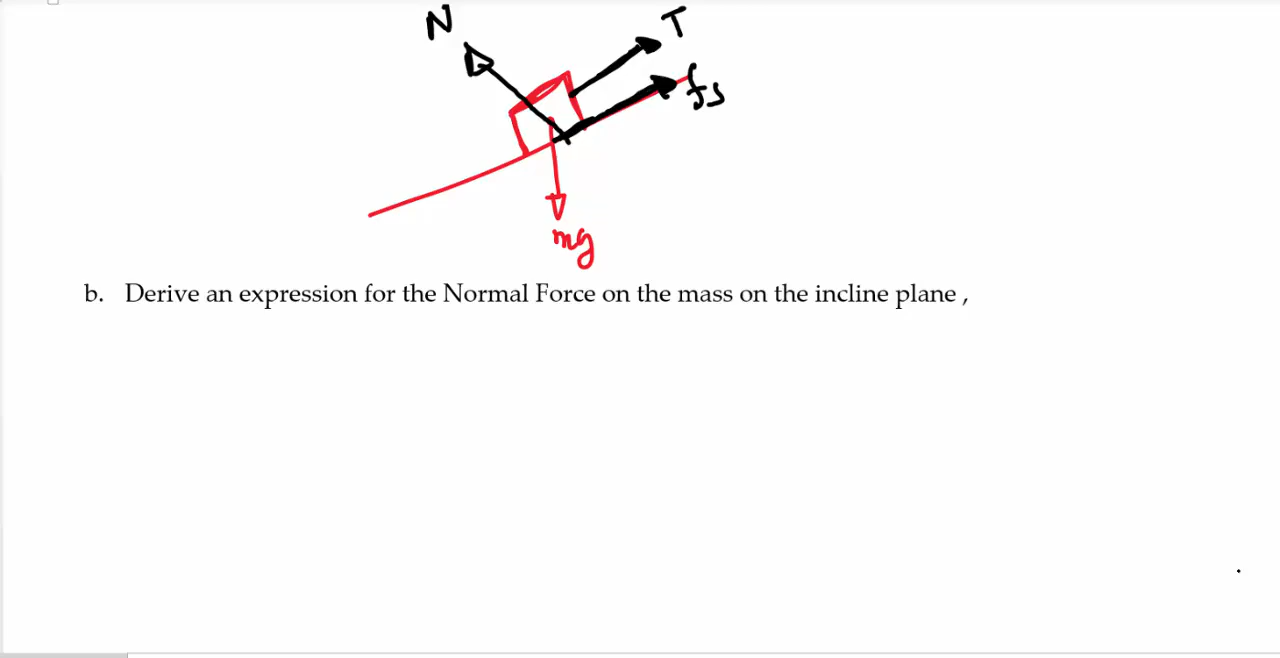 N
T
fs
mg
b. Derive an expression for the Normal Force on the mass on the incline plane ,